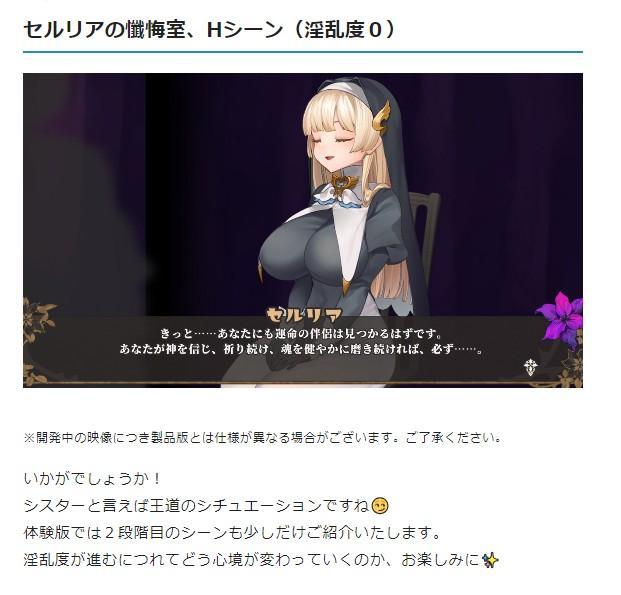 セルリアの懺悔室、Hシーン（淫乱度０）
セルリア
きっと……あなたにも運命の伴侶は見つかるはずです。
あなたが神を信じ、祈り続け、魂を健やかに磨き続ければ、必ず……。
※開発中の映像につき製品版とは仕様が異なる場合がございます。ご了承ください。
いかがでしょうか！
シスターと言えば王道のシチュエーションですね😏
体験版では２段階目のシーンも少しだけご紹介いたします。
淫乱度が進むにつれてどう心境が変わっていくのか、お楽しみに✨